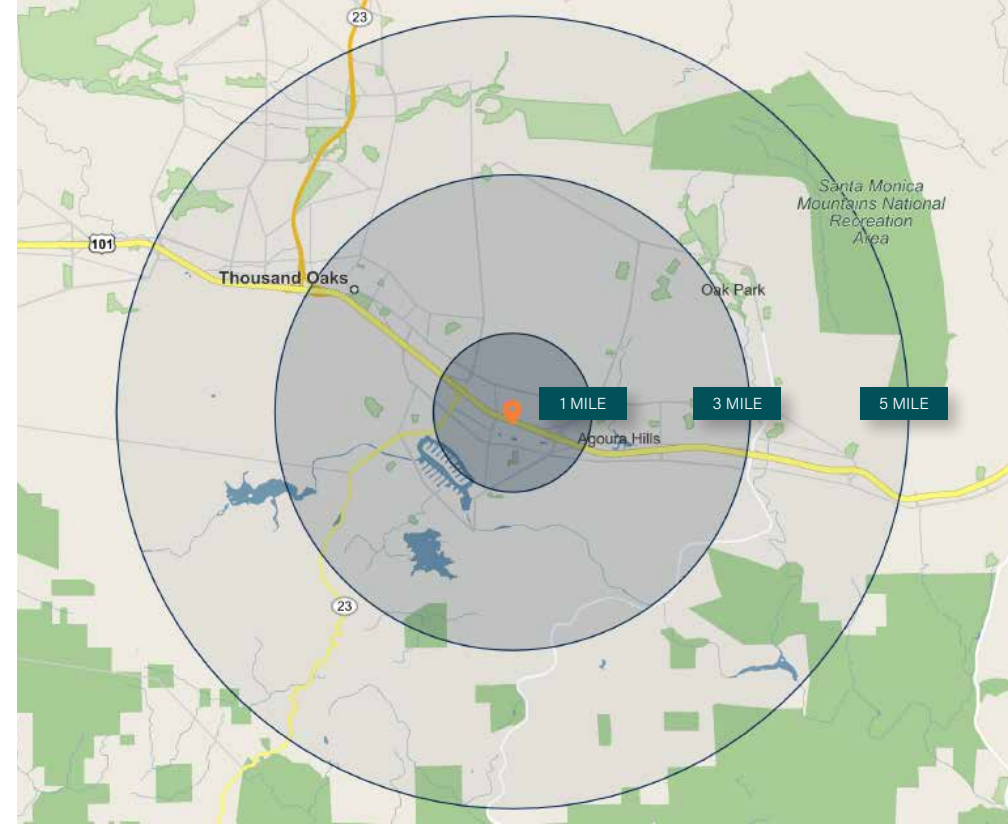 23
Santa Monica
Mountains National
Recreation
Area
101
Thousand Oaks
Oak Park
1 MILE
3 MILE
5 MILE
Agoura Hills
23